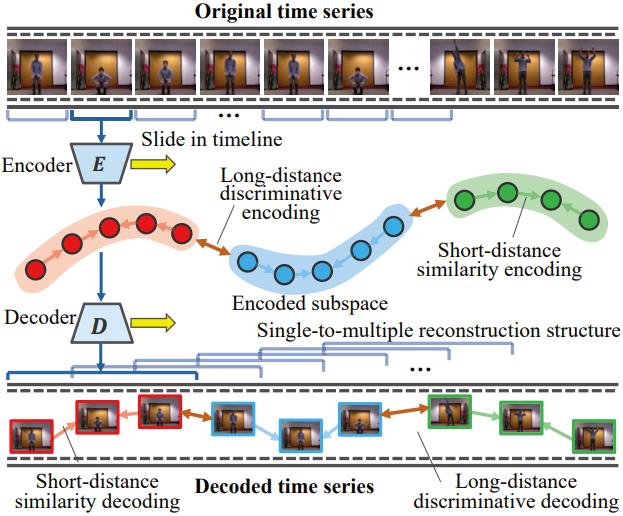 Original time series
...
...
Slide in timeline
Encoder
E
Long-distance
discriminative
encoding
Short-distance
similarity encoding
Encoded subspace
Decoder
D
Single-to-multiple reconstruction structure
...
Short-distance
similarity decoding
Decoded time series
Long-distance
discriminative decoding